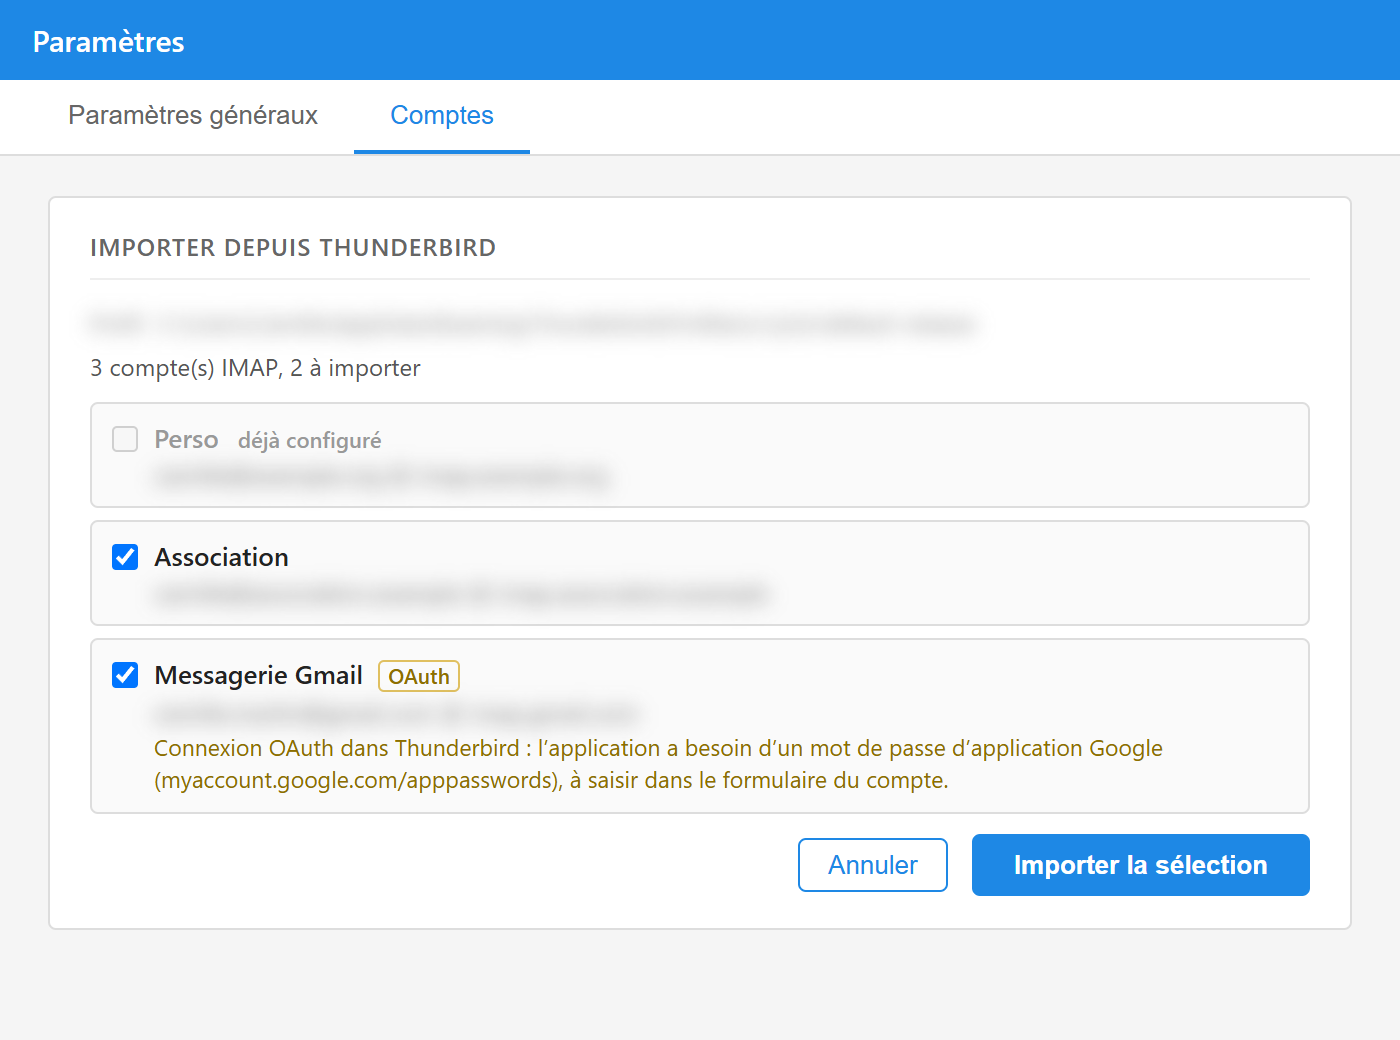 Paramètres
Paramètres généraux
Comptes
IMPORTER DEPUIS THUNDERBIRD
3 compte(s) IMAP, 2 à importer
Perso déjà configuré
Association
Messagerie Gmail OAuth
Connexion OAuth dans Thunderbird : l’application a besoin d’un mot de passe d’application Google
(myaccount.google.com/apppasswords), à saisir dans le formulaire du compte.
Annuler
Importer la sélection